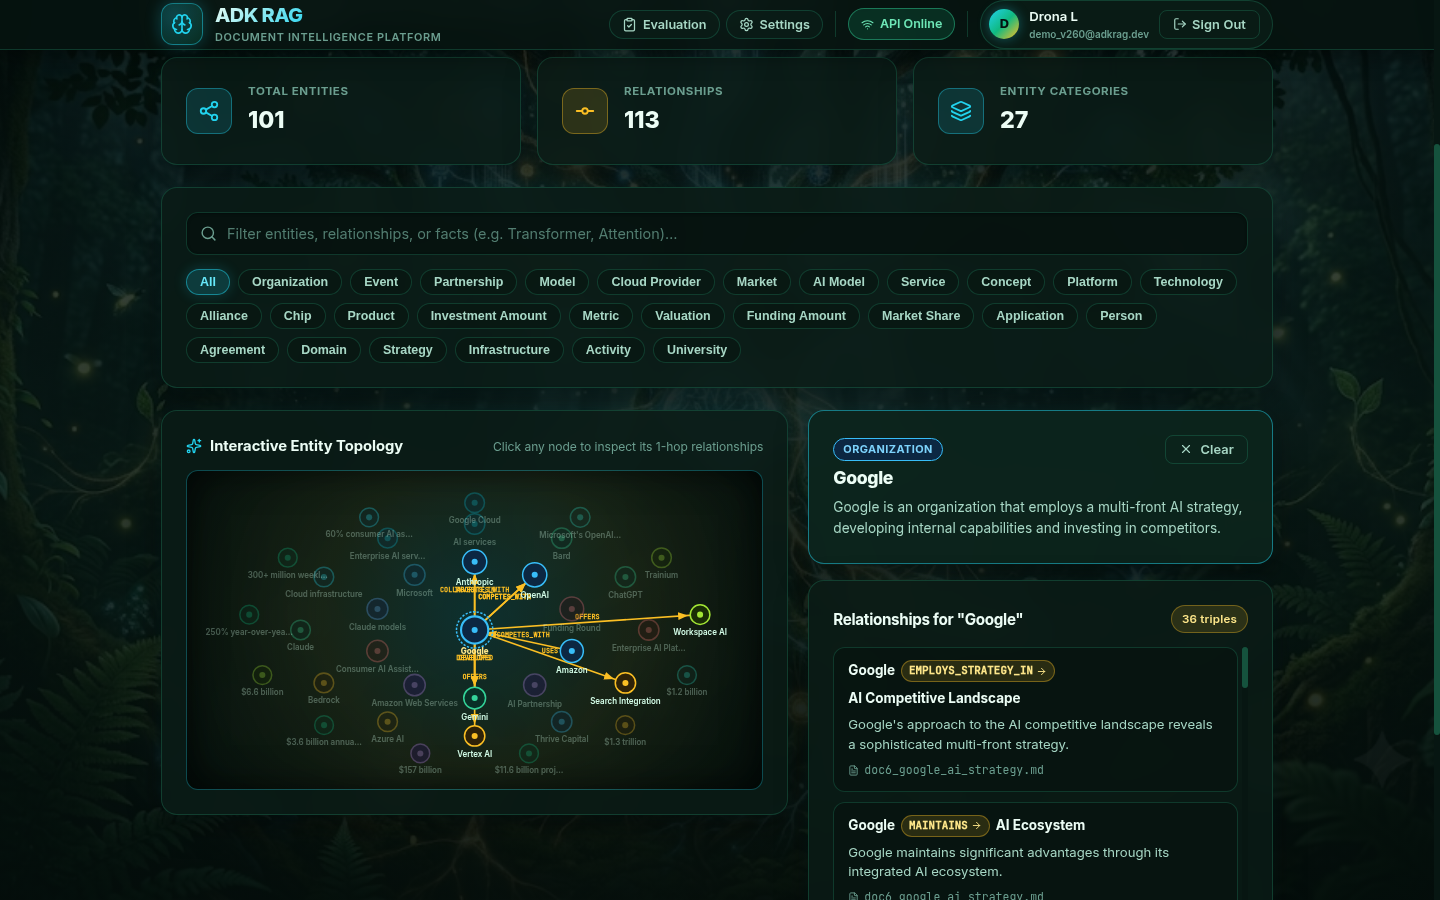 ADK RAG
DOCUMENT INTELLIGENCE PLATFORM
Evaluation
Settings
API Online
D
Drona L
demo_v260@adkrag.dev
Sign Out
TOTAL ENTITIES
101
RELATIONSHIPS
113
ENTITY CATEGORIES
27
Filter entities, relationships, or facts (e.g. Transformer, Attention)...
All
Organization
Event
Partnership
Model
Cloud Provider
Market
AI Model
Service
Concept
Platform
Technology
Alliance
Chip
Product
Investment Amount
Metric
Valuation
Funding Amount
Market Share
Application
Person
Agreement
Domain
Strategy
Infrastructure
Activity
University
Interactive Entity Topology
Click any node to inspect its 1-hop relationships
Google Cloud
60% consumer AI as...
Microsoft's OpenAI...
AI services
Enterprise AI serv...
Bard
300+ million weekl...
Trainium
Anthropic
Cloud infrastructure
Microsoft
OpenAI
ChatGPT
COMPETES_WITH
OFFERS
250% year-over-yea...
Claude models
Funding Round
Workspace AI
COMPETES_WITH
Claude
Google
USES
Enterprise AI Plat...
Consumer AI Assist...
Amazon
OFFERS
$6.6 billion
Bedrock
Amazon Web Services
AI Partnership
Search Integration
$1.2 billion
Gemini
$3.6 billion annua...
Azure AI
Thrive Capital
$1.3 trillion
Vertex AI
$157 billion
$11.6 billion proj...
ORGANIZATION
Clear
Google
Google is an organization that employs a multi-front AI strategy,
developing internal capabilities and investing in competitors.
Relationships for "Google"
36 triples
Google EMPLOYS_STRATEGY_IN →
AI Competitive Landscape
Google's approach to the AI competitive landscape reveals
a sophisticated multi-front strategy.
doc6_google_ai_strategy.md
Google MAINTAINS → AI Ecosystem
Google maintains significant advantages through its
integrated AI ecosystem.
doc6_google_ai_strategy.md